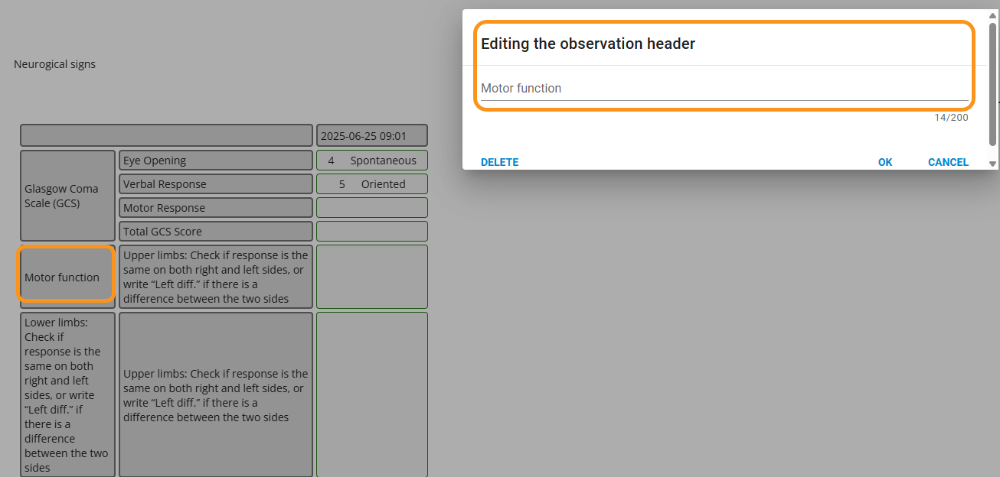 Editing the observation header
Motor function
14/200
DELETE OK CANCEL
Neurogical signs
2025-06-25 09:01
Glasgow Coma
Scale (GCS)
Eye Opening
4 Spontaneous
Verbal Response
5 Oriented
Motor Response
Total GCS Score
Motor function
Upper limbs: Check if response is the
same on both right and left sides, or
write “Left diff.” if there is a
difference between the two sides
Lower limbs:
Check if
response is the
same on both
right and left
sides, or write
“Left diff.” if
there is a
difference
between the two
sides
Upper limbs: Check if response is the
same on both right and left sides, or
write “Left diff.” if there is a
difference between the two sides